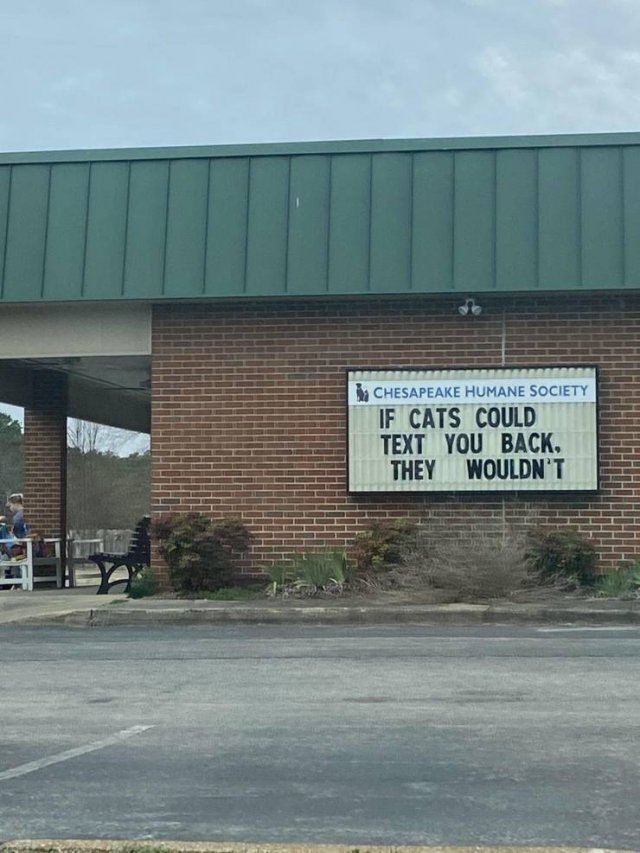 CHESAPEAKE HUMANE SOCIETY
IF CATS COULD
TEXT YOU BACK,
THEY WOULDN'T